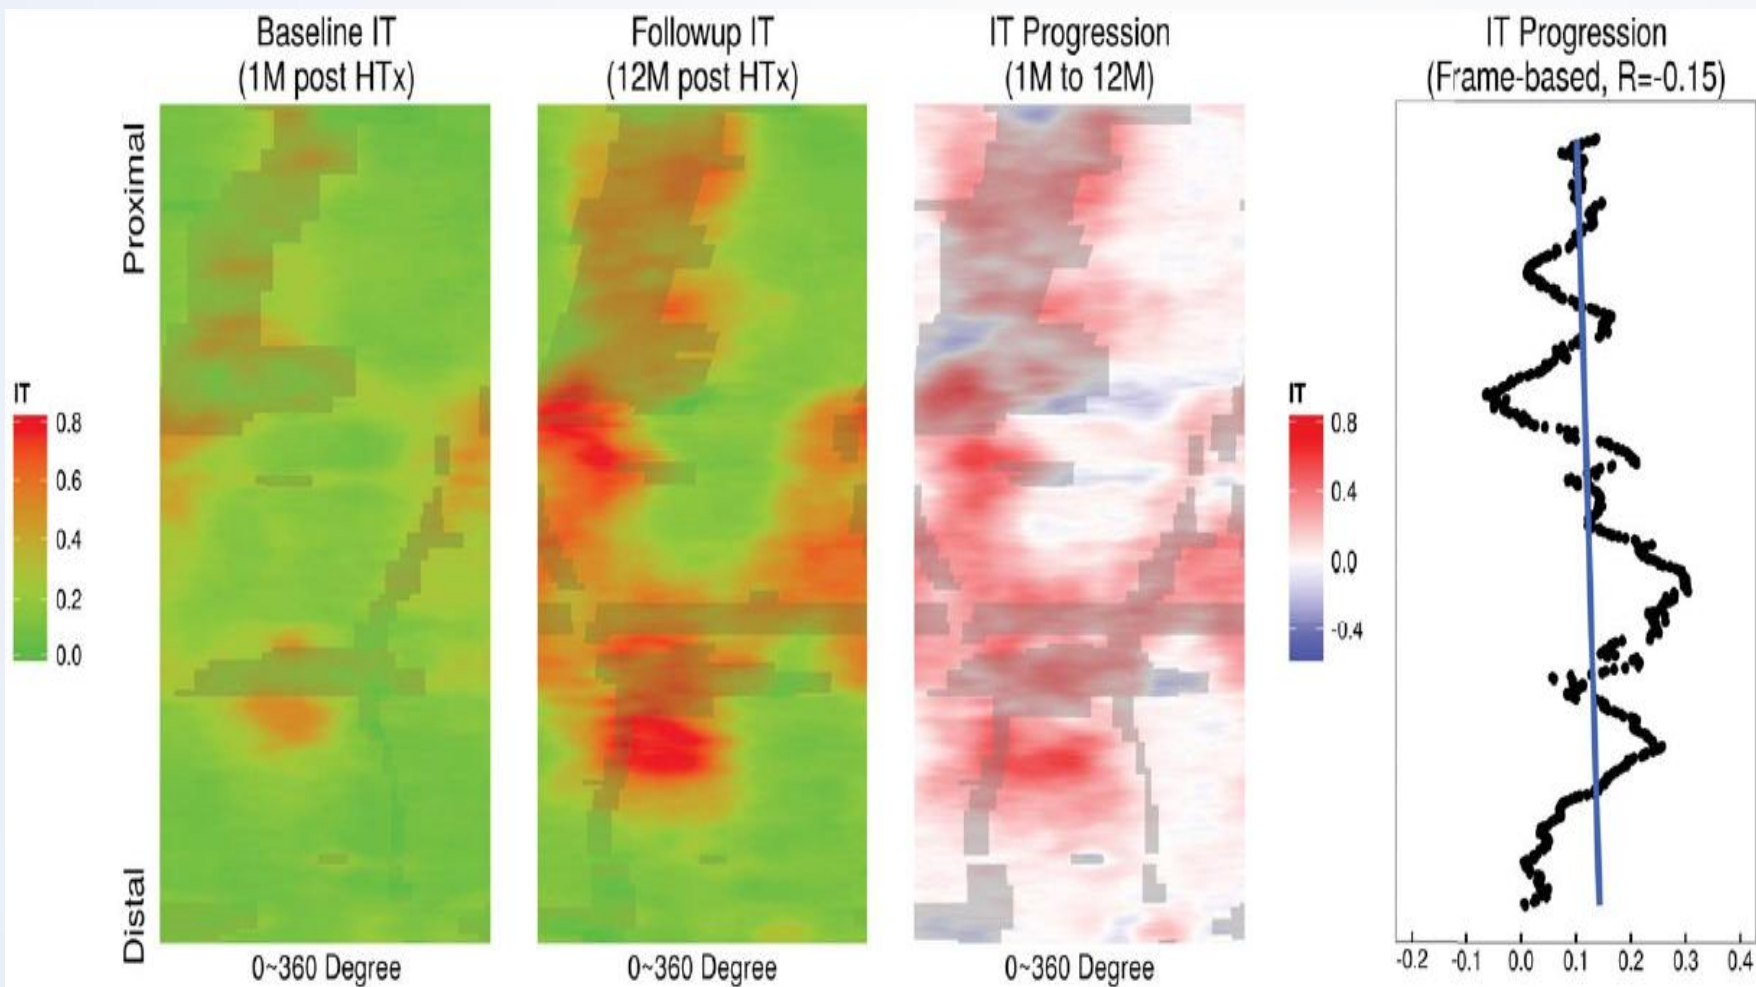 Baseline IT
(1M post HTx)
Followup IT
(12M post HTx)
IT Progression
(1M to 12M)
IT Progression
(Frame-based, R=-0.15)
Proximal
Distal
IT
0.8
0.6
0.4
0.2
0.0
IT
0.8
0.4
0.0
-0.4
0~360 Degree
0~360 Degree
0~360 Degree
-0.2 -0.1 0.0 0.1 0.2 0.3 0.4